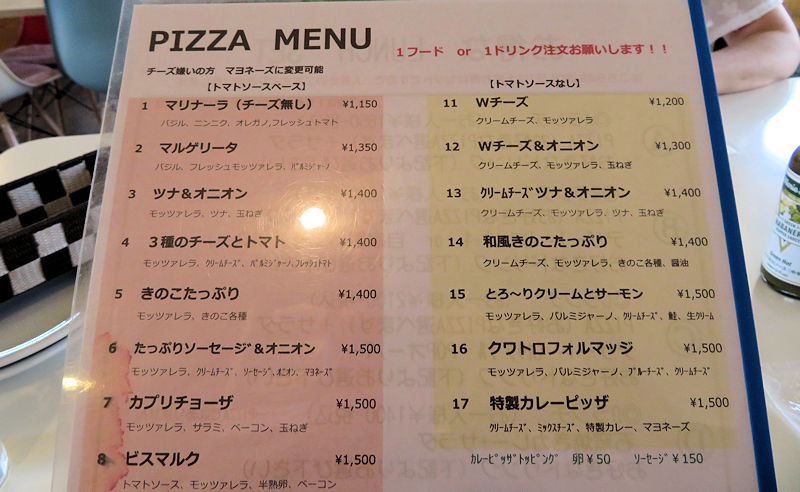 PIZZA MENU
1フード or 1ドリンク注文お願いします！！
チーズ嫌いの方 マヨネーズに変更可能
【トマトソースベース】
1 マリナーラ（チーズ無し） ¥1,150
バジル、ニンニク、オレガノ,フレッシュトマト
2 マルゲリータ ¥1,350
バジル、フレッシュモッツァレラ、パルミジャーノ
3 ツナ＆オニオン ¥1,400
モッツァレラ、ツナ、玉ねぎ
4 ３種のチーズとトマト ¥1,400
モッツァレラ、クリームチーズ、パルミジャーノ,フレッシュトマト
5 きのこたっぷり ¥1,400
モッツァレラ、きのこ各種
6 たっぷりソーセージ＆オニオン ¥1,500
モッツァレラ、クリームチーズ、ソーセージ,オニオン、マヨネーズ
7 カプリチョーザ ¥1,500
モッツァレラ、サラミ、ベーコン、玉ねぎ
8 ビスマルク ¥1,500
トマトソース、モッツァレラ、半熟卵、ベーコン
【トマトソースなし】
11 Wチーズ ¥1,200
クリームチーズ、モッツァレラ
12 Wチーズ＆オニオン ¥1,300
クリームチーズ、モッツァレラ、玉ねぎ
13 クリームチーズツナ＆オニオン ¥1,400
クリームチーズ、モッツァレラ、ツナ、玉ねぎ
14 和風きのこたっぷり ¥1,400
クリームチーズ、モッツァレラ、きのこ各種、醤油
15 とろ～りクリームとサーモン ¥1,500
モッツァレラ、パルミジャーノ、クリームチーズ、鮭、生クリーム
16 クワトロフォルマッジ ¥1,500
モッツァレラ、パルミジャーノ、ブルーチーズ、クリームチーズ
17 特製カレーピッザ ¥1,500
クリームチーズ、ミックスチーズ、特製カレー、マヨネーズ
カレーピッザトッピング 卵¥50 ソーセージ¥150